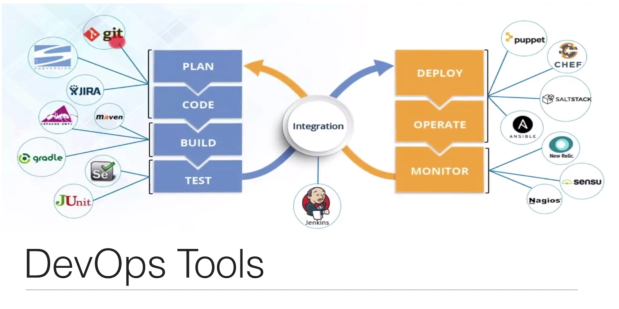 git
JIRA
maven
gradle
Se
JUnit
PLAN
CODE
BUILD
TEST
Integration
Jenkins
DEPLOY
OPERATE
MONITOR
puppet
CHEF
SALTSTACK
ANSIBLE
New Relic.
sensu
Nagios
DevOps Tools